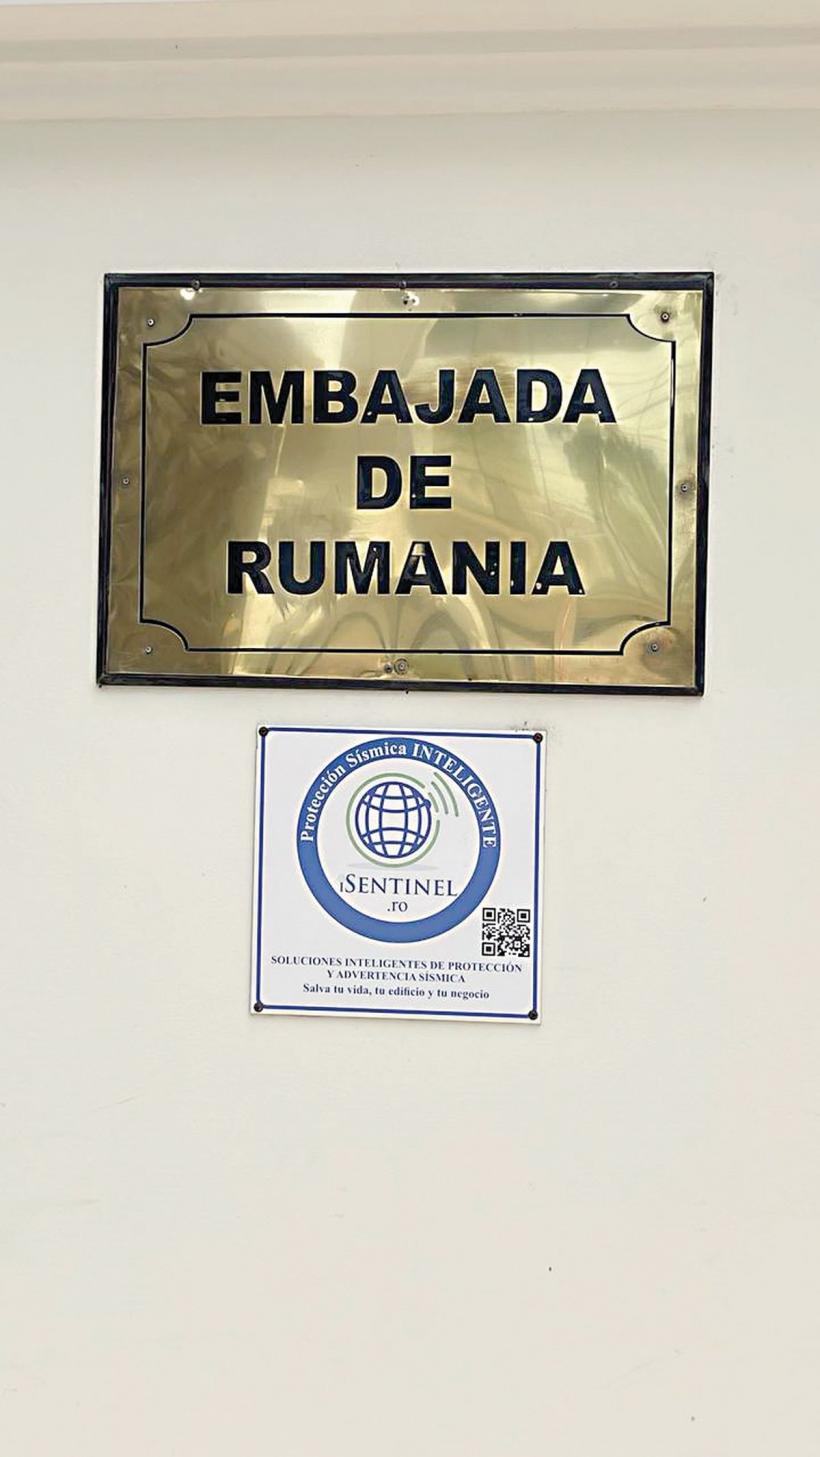 EMBAJADA
DE
RUMANIA
Protección Sísmica INTELIGENTE
iSENTINEL
.ro
SOLUCIONES INTELIGENTES DE PROTECCIÓN
Y ADVERTENCIA SÍSMICA
Salva tu vida, tu edificio y tu negocio